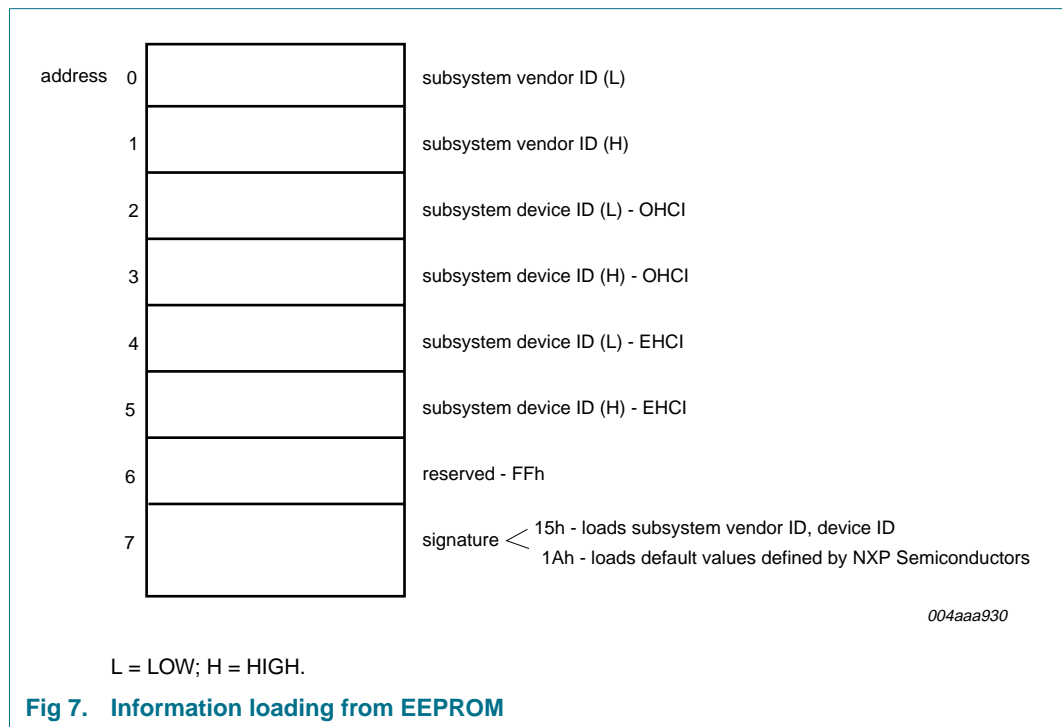 address 0 subsystem vendor ID (L)
1 subsystem vendor ID (H)
2 subsystem device ID (L) - OHCI
3 subsystem device ID (H) - OHCI
4 subsystem device ID (L) - EHCI
5 subsystem device ID (H) - EHCI
6 reserved - FFh
7 signature 15h - loads subsystem vendor ID, device ID
1Ah - loads default values defined by NXP Semiconductors
004aaa930
L = LOW; H = HIGH.
Fig 7. Information loading from EEPROM